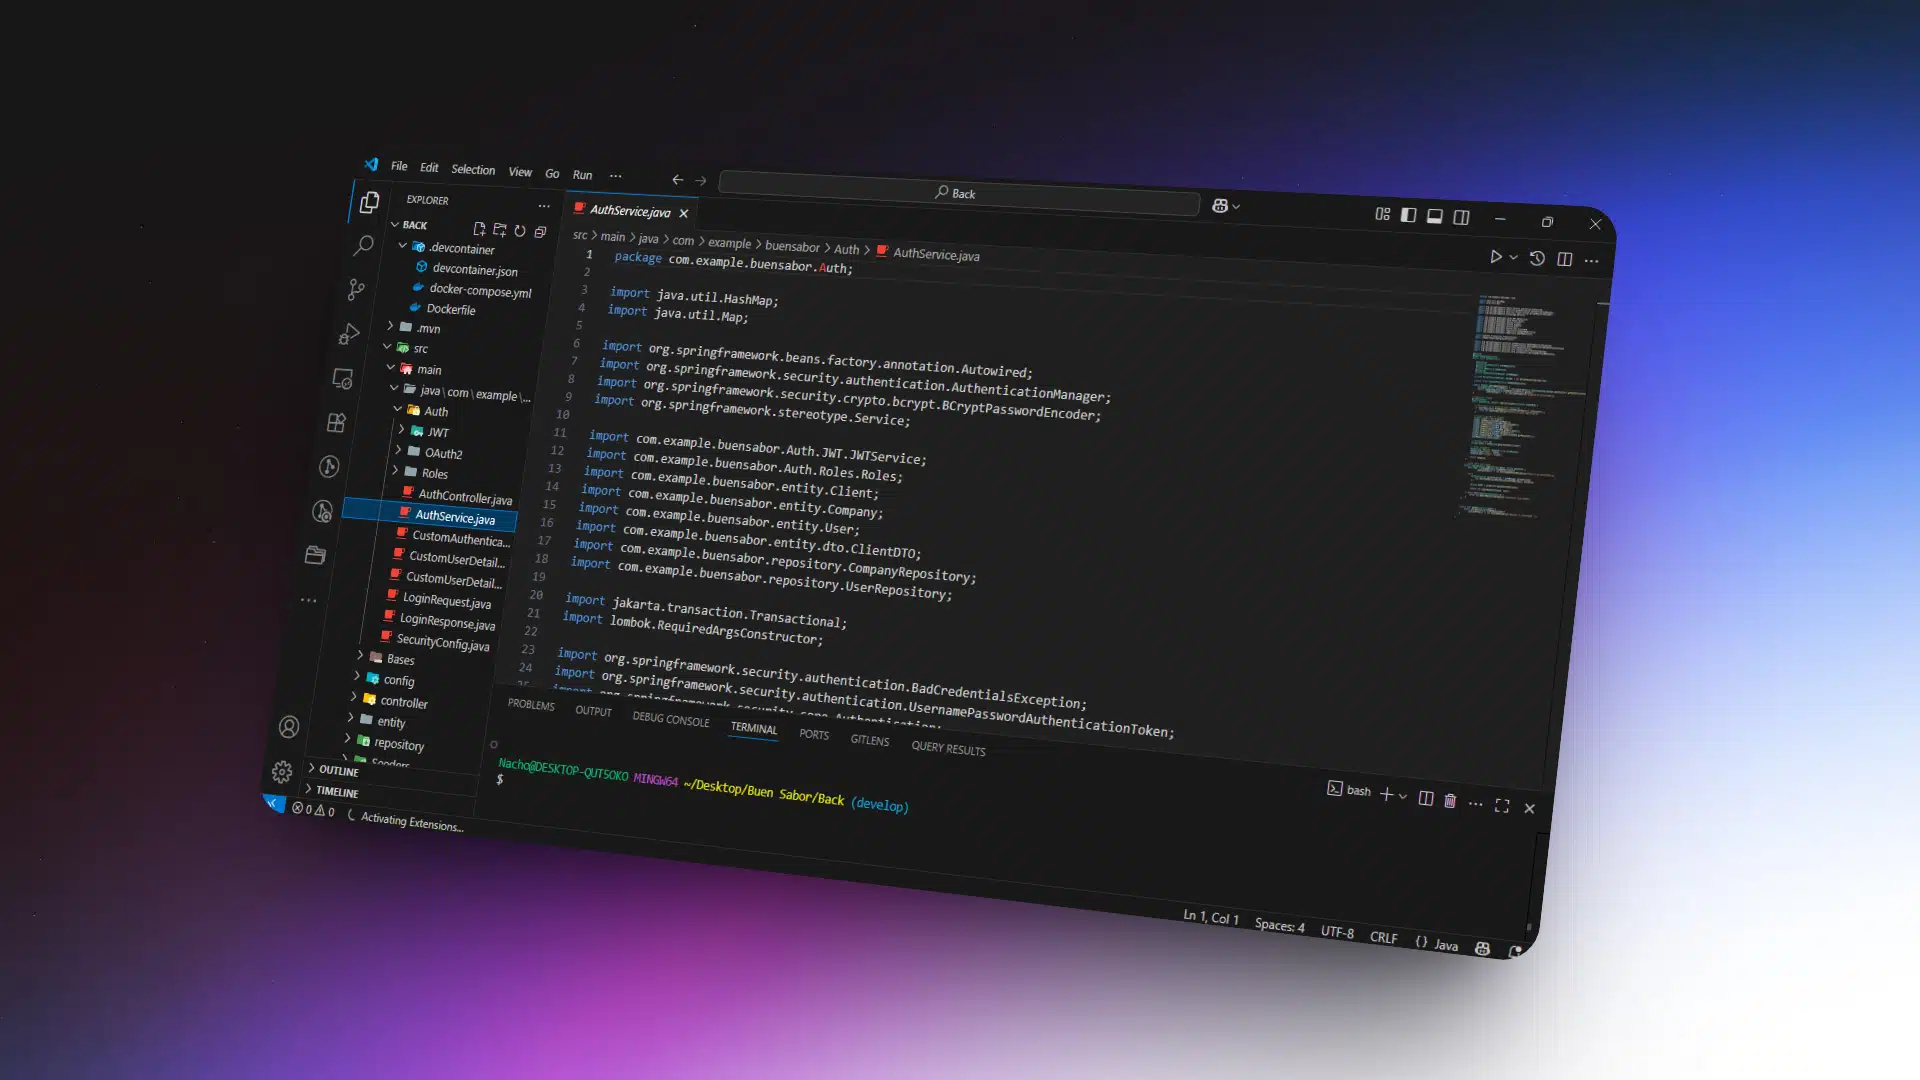 File Edit Selection View Go Run ···
Back
EXPLORER ···
BACK
.devcontainer
devcontainer.json
docker-compose.yml
Dockerfile
.mvn
src
main
java\com\example\...
Auth
JWT
OAuth2
Roles
AuthController.java
AuthService.java
CustomAuthentica...
CustomUserDetail...
CustomUserDetail...
LoginRequest.java
LoginResponse.java
SecurityConfig.java
Bases
config
controller
entity
repository
Seeders
OUTLINE
TIMELINE
AuthService.java
src > main > java > com > example > buensabor > Auth > AuthService.java
1 package com.example.buensabor.Auth;
2
3 import java.util.HashMap;
4 import java.util.Map;
5
6 import org.springframework.beans.factory.annotation.Autowired;
7 import org.springframework.security.authentication.AuthenticationManager;
8 import org.springframework.security.crypto.bcrypt.BCryptPasswordEncoder;
9 import org.springframework.stereotype.Service;
10
11 import com.example.buensabor.Auth.JWT.JWTService;
12 import com.example.buensabor.Auth.Roles.Roles;
13 import com.example.buensabor.entity.Client;
14 import com.example.buensabor.entity.Company;
15 import com.example.buensabor.entity.User;
16 import com.example.buensabor.entity.dto.ClientDTO;
17 import com.example.buensabor.repository.CompanyRepository;
18 import com.example.buensabor.repository.UserRepository;
19
20 import jakarta.transaction.Transactional;
21 import lombok.RequiredArgsConstructor;
22
23 import org.springframework.security.authentication.BadCredentialsException;
24 import org.springframework.security.authentication.UsernamePasswordAuthenticationToken;
25 import org.springframework.security.core.Authentication;
PROBLEMS OUTPUT DEBUG CONSOLE TERMINAL PORTS GITLENS QUERY RESULTS
bash
Nacho@DESKTOP-QUT5OKO MINGW64 ~/Desktop/Buen Sabor/Back (develop)
$
0 0 Activating Extensions...
Ln 1, Col 1 Spaces: 4 UTF-8 CRLF {} Java